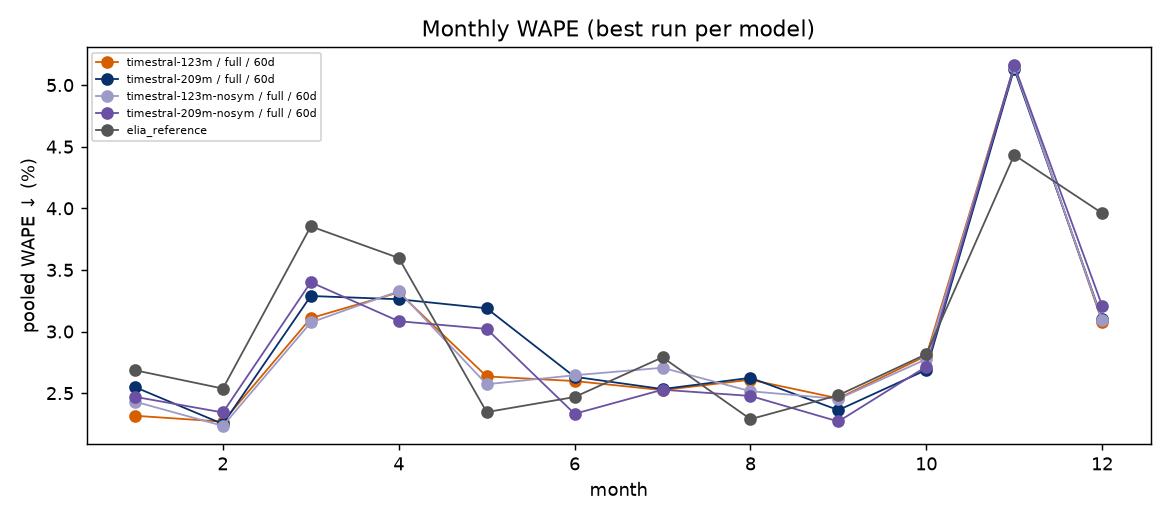 Monthly WAPE (best run per model)
timestral-123m / full / 60d
timestral-209m / full / 60d
timestral-123m-nosym / full / 60d
timestral-209m-nosym / full / 60d
elia_reference
pooled WAPE ↓ (%)
5.0
4.5
4.0
3.5
3.0
2.5
2
4
6
8
10
12
month